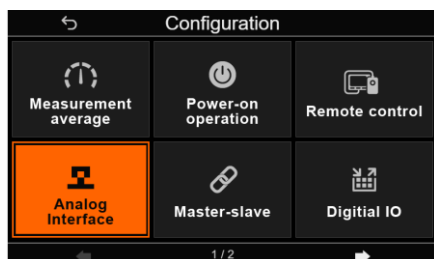 Configuration
Measurement
average
Power-on
operation
Remote control
Analog
Interface
Master-slave
Digitial IO
1/2